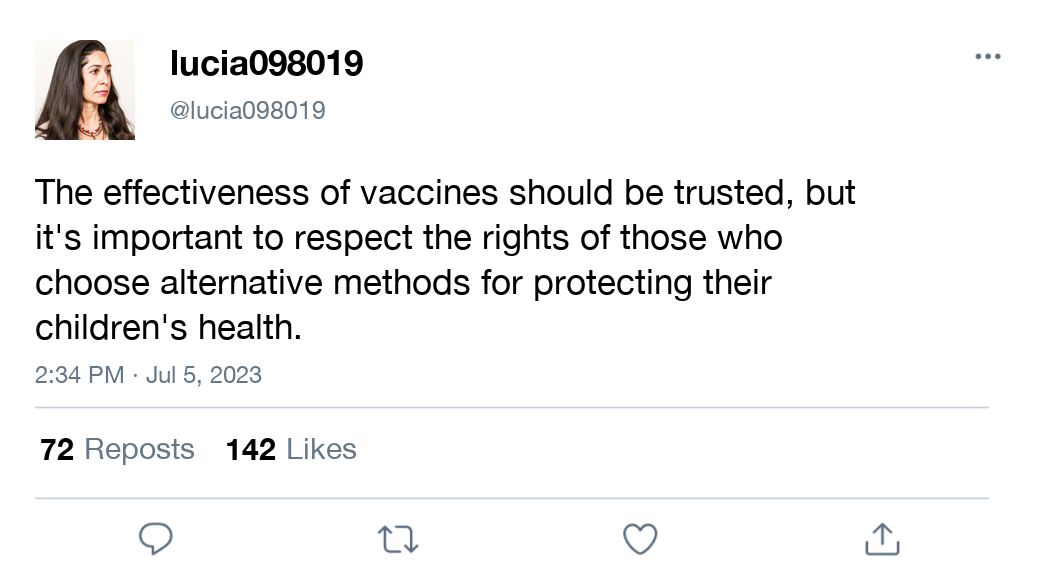 lucia098019
@lucia098019
The effectiveness of vaccines should be trusted, but
it's important to respect the rights of those who
choose alternative methods for protecting their
children's health.
2:34 PM · Jul 5, 2023
72 Reposts 142 Likes